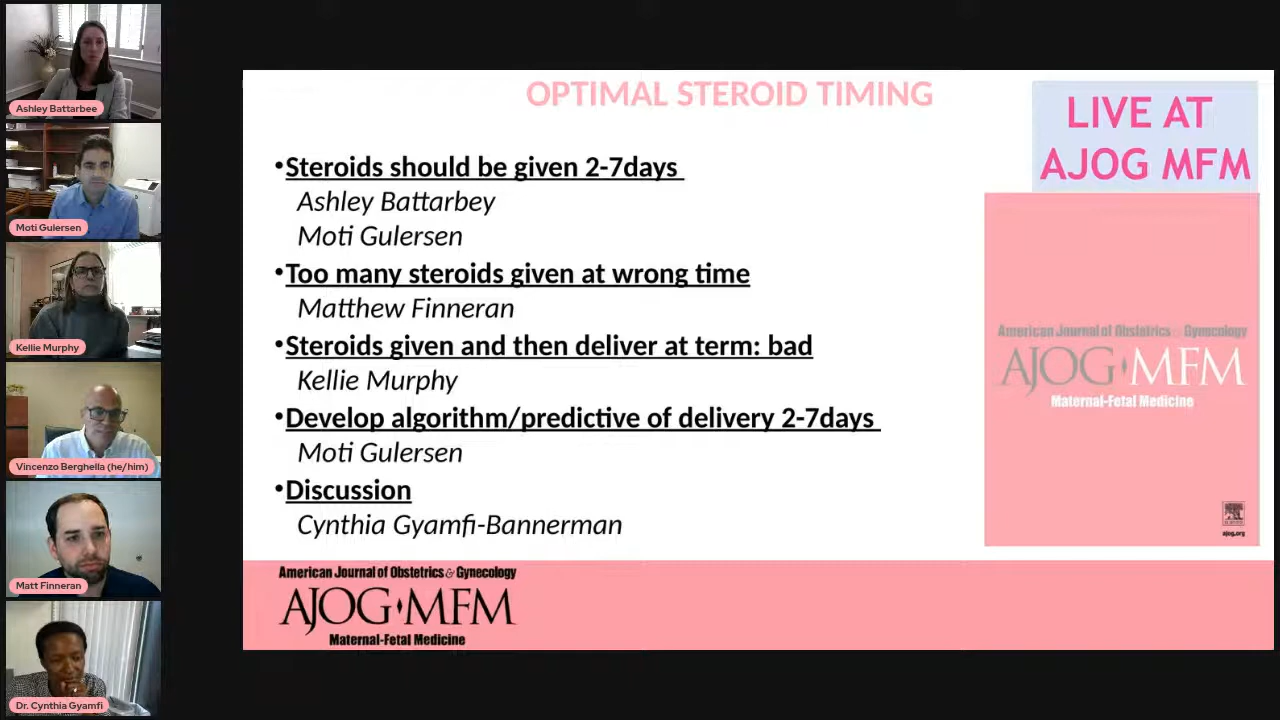 Ashley Battarbee
Moti Gulersen
Kellie Murphy
Vincenzo Berghella (he/him)
Matt Finneran
Dr. Cynthia Gyamfi
OPTIMAL STEROID TIMING
•Steroids should be given 2-7days
Ashley Battarbey
Moti Gulersen
•Too many steroids given at wrong time
Matthew Finneran
•Steroids given and then deliver at term: bad
Kellie Murphy
•Develop algorithm/predictive of delivery 2-7days
Moti Gulersen
•Discussion
Cynthia Gyamfi-Bannerman
LIVE AT
AJOG MFM
American Journal of Obstetrics & Gynecology
AJOG MFM
Maternal-Fetal Medicine
ajog.org
American Journal of Obstetrics & Gynecology
AJOG MFM
Maternal-Fetal Medicine